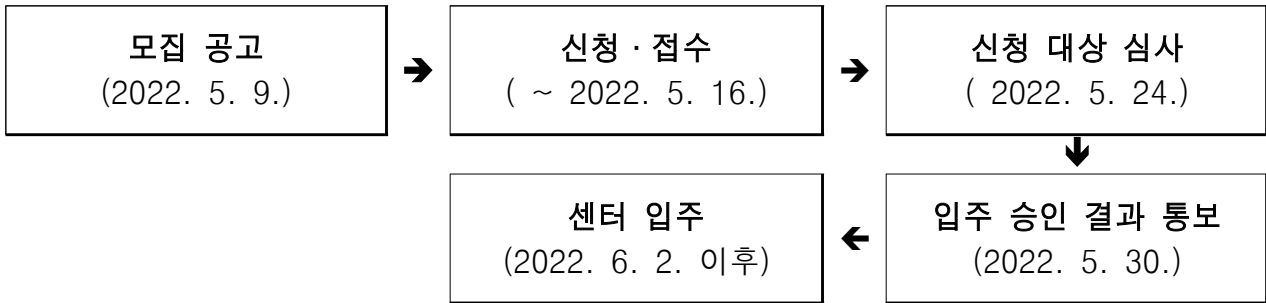 모집 공고
(2022. 5. 9.)
신청·접수
( ~ 2022. 5. 16.)
신청 대상 심사
( 2022. 5. 24.)
입주 승인 결과 통보
(2022. 5. 30.)
센터 입주
(2022. 6. 2. 이후)